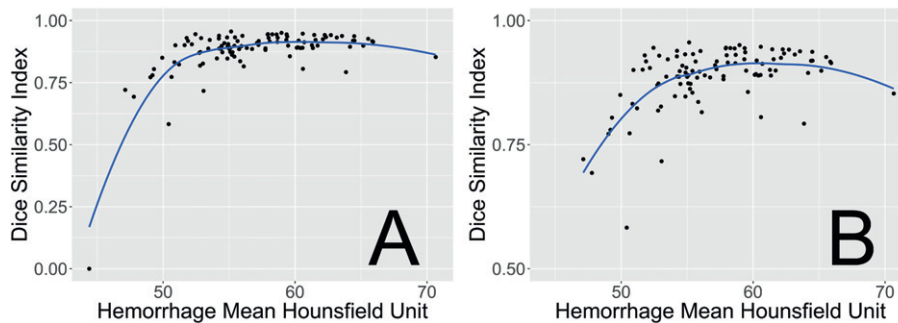 Dice Similarity Index
1.00
0.75
0.50
0.25
0.00
50
60
70
Hemorrhage Mean Hounsfield Unit
A
Dice Similarity Index
1.00
0.75
0.50
50
60
70
Hemorrhage Mean Hounsfield Unit
B